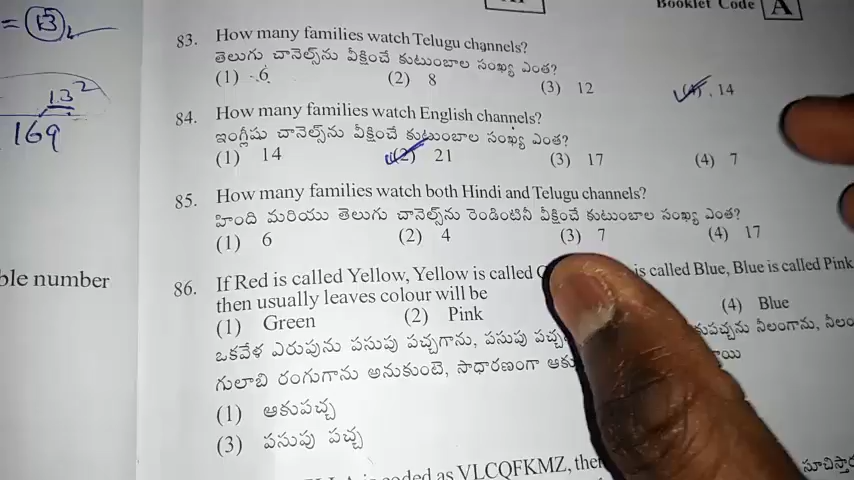 Booklet Code A
= 13
13²
169
ble number
83. How many families watch Telugu channels?
తెలుగు చానెల్స్‌ను వీక్షించే కుటుంబాల సంఖ్య ఎంత?
(1) 6 (2) 8 (3) 12 (4) 14
84. How many families watch English channels?
ఇంగ్లీషు చానెల్స్‌ను వీక్షించే కుటుంబాల సంఖ్య ఎంత?
(1) 14 (2) 21 (3) 17 (4) 7
85. How many families watch both Hindi and Telugu channels?
హింది మరియు తెలుగు చానెల్స్‌ను రెండింటినీ వీక్షించే కుటుంబాల సంఖ్య ఎంత?
(1) 6 (2) 4 (3) 7 (4) 17
86. If Red is called Yellow, Yellow is called is called Blue, Blue is called Pink
then usually leaves colour will be
(1) Green (2) Pink (4) Blue
ఒకవేళ ఎరుపును పసుపు పచ్చగాను, పసుపు నీలంగాను,
గులాబి రంగుగాను అనుకుంటె, సాధారణంగా
(1) ఆకుపచ్చ
(3) పసుపు పచ్చ
coded as VLCQFKMZ,